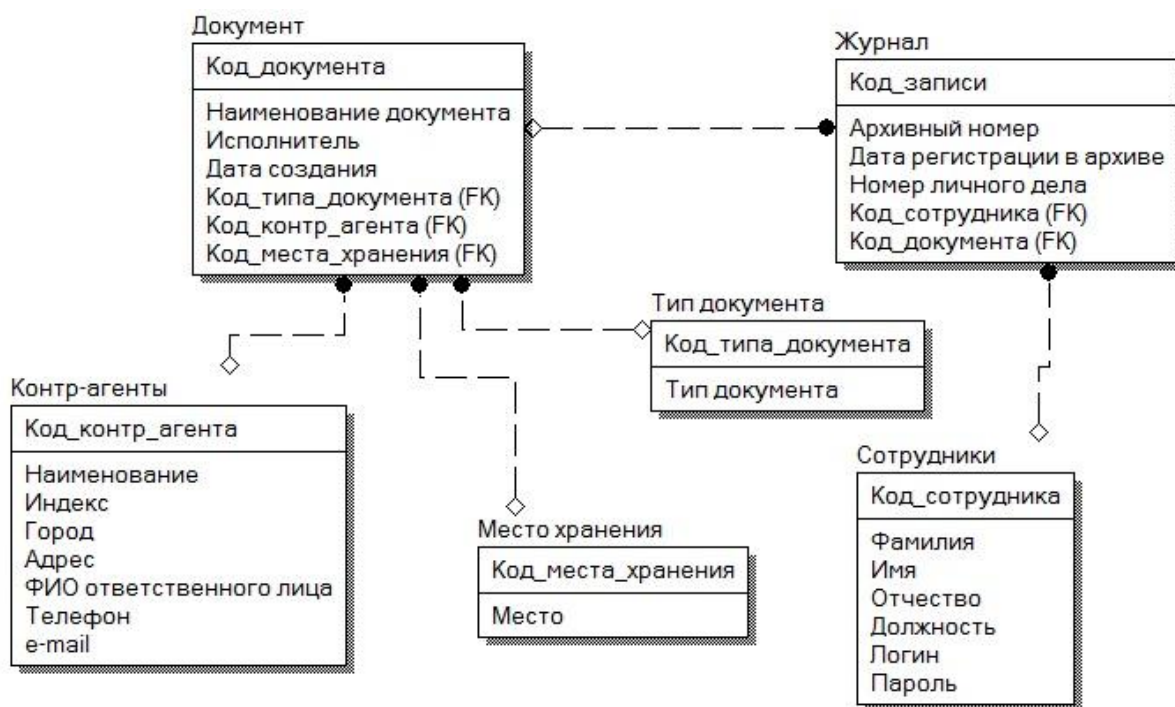 Документ
Код_документа
Наименование документа
Исполнитель
Дата создания
Код_типа_документа (FK)
Код_контр_агента (FK)
Код_места_хранения (FK)
Журнал
Код_записи
Архивный номер
Дата регистрации в архиве
Номер личного дела
Код_сотрудника (FK)
Код_документа (FK)
Тип документа
Код_типа_документа
Тип документа
Контр-агенты
Код_контр_агента
Наименование
Индекс
Город
Адрес
ФИО ответственного лица
Телефон
e-mail
Место хранения
Код_места_хранения
Место
Сотрудники
Код_сотрудника
Фамилия
Имя
Отчество
Должность
Логин
Пароль